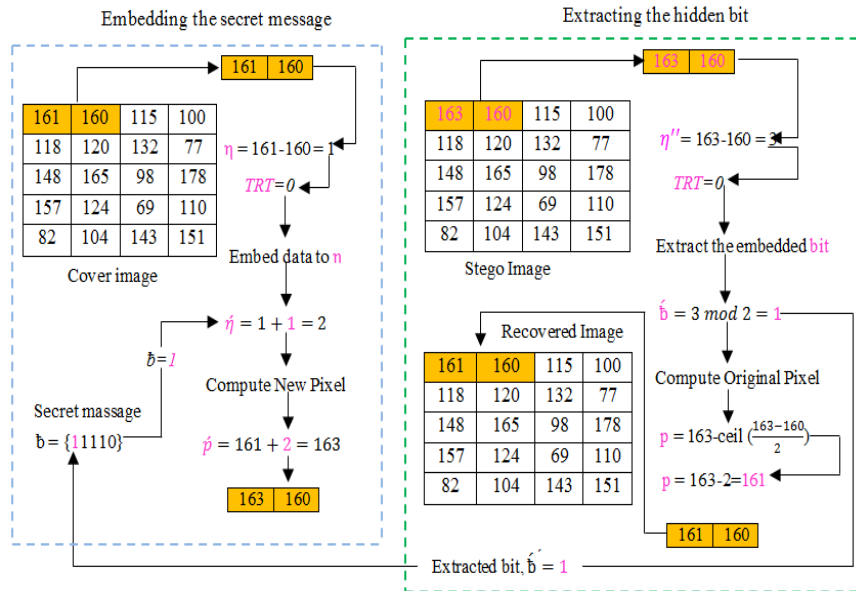 Embedding the secret message
161 160
161 160 115 100
118 120 132 77
148 165 98 178
157 124 69 110
82 104 143 151
Cover image
η = 161-160 = 1
TRT=0
Embed data to n
ή = 1 + 1 = 2
ƀ=1
Compute New Pixel
Secret massage
ƀ = {11110}
ṕ = 161 + 2 = 163
163 160
Extracting the hidden bit
163 160
163 160 115 100
118 120 132 77
148 165 98 178
157 124 69 110
82 104 143 151
Stego Image
η′′ = 163-160 = 3
TRT=0
Extract the embedded bit
ƀ́ = 3 mod 2 = 1
Recovered Image
161 160 115 100
118 120 132 77
148 165 98 178
157 124 69 110
82 104 143 151
Compute Original Pixel
p = 163-ceil (163−160/2)
p = 163-2=161
161 160
Extracted bit, ƀ́ = 1